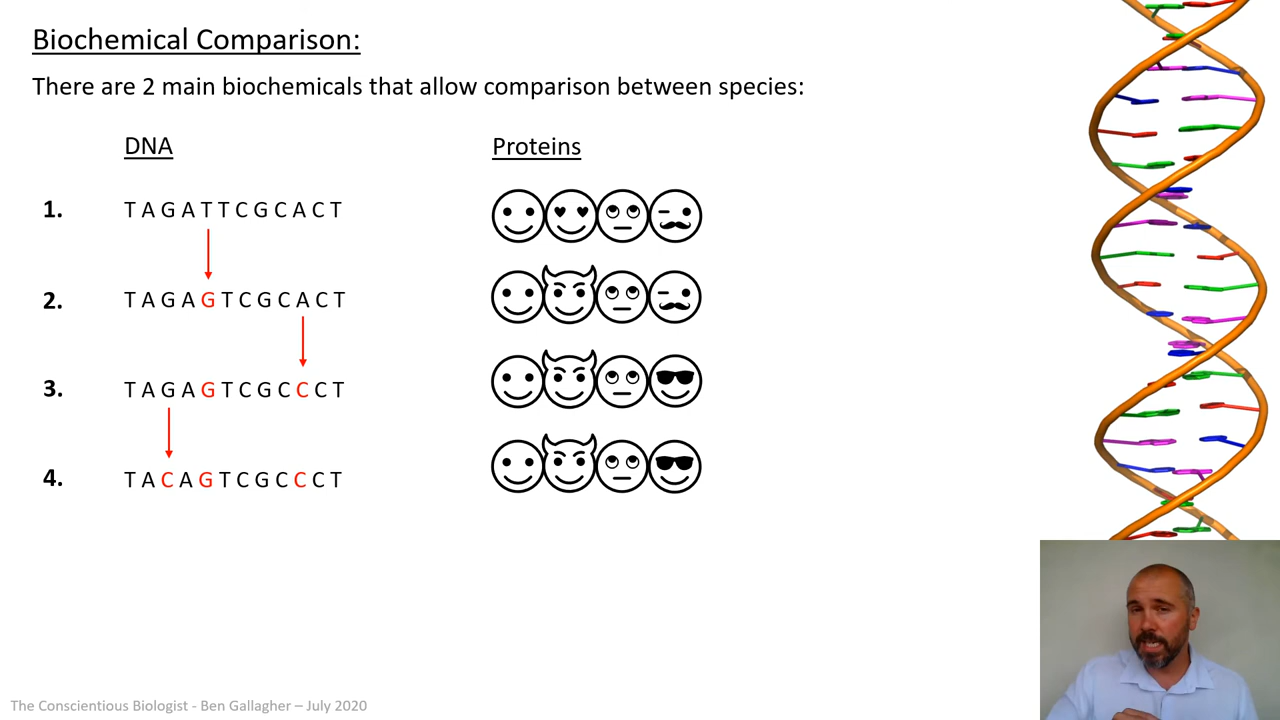 Biochemical Comparison:
There are 2 main biochemicals that allow comparison between species:
DNA Proteins
1. T A G A T T C G C A C T
2. T A G A G T C G C A C T
3. T A G A G T C G C C C T
4. T A C A G T C G C C C T
The Conscientious Biologist - Ben Gallagher – July 2020